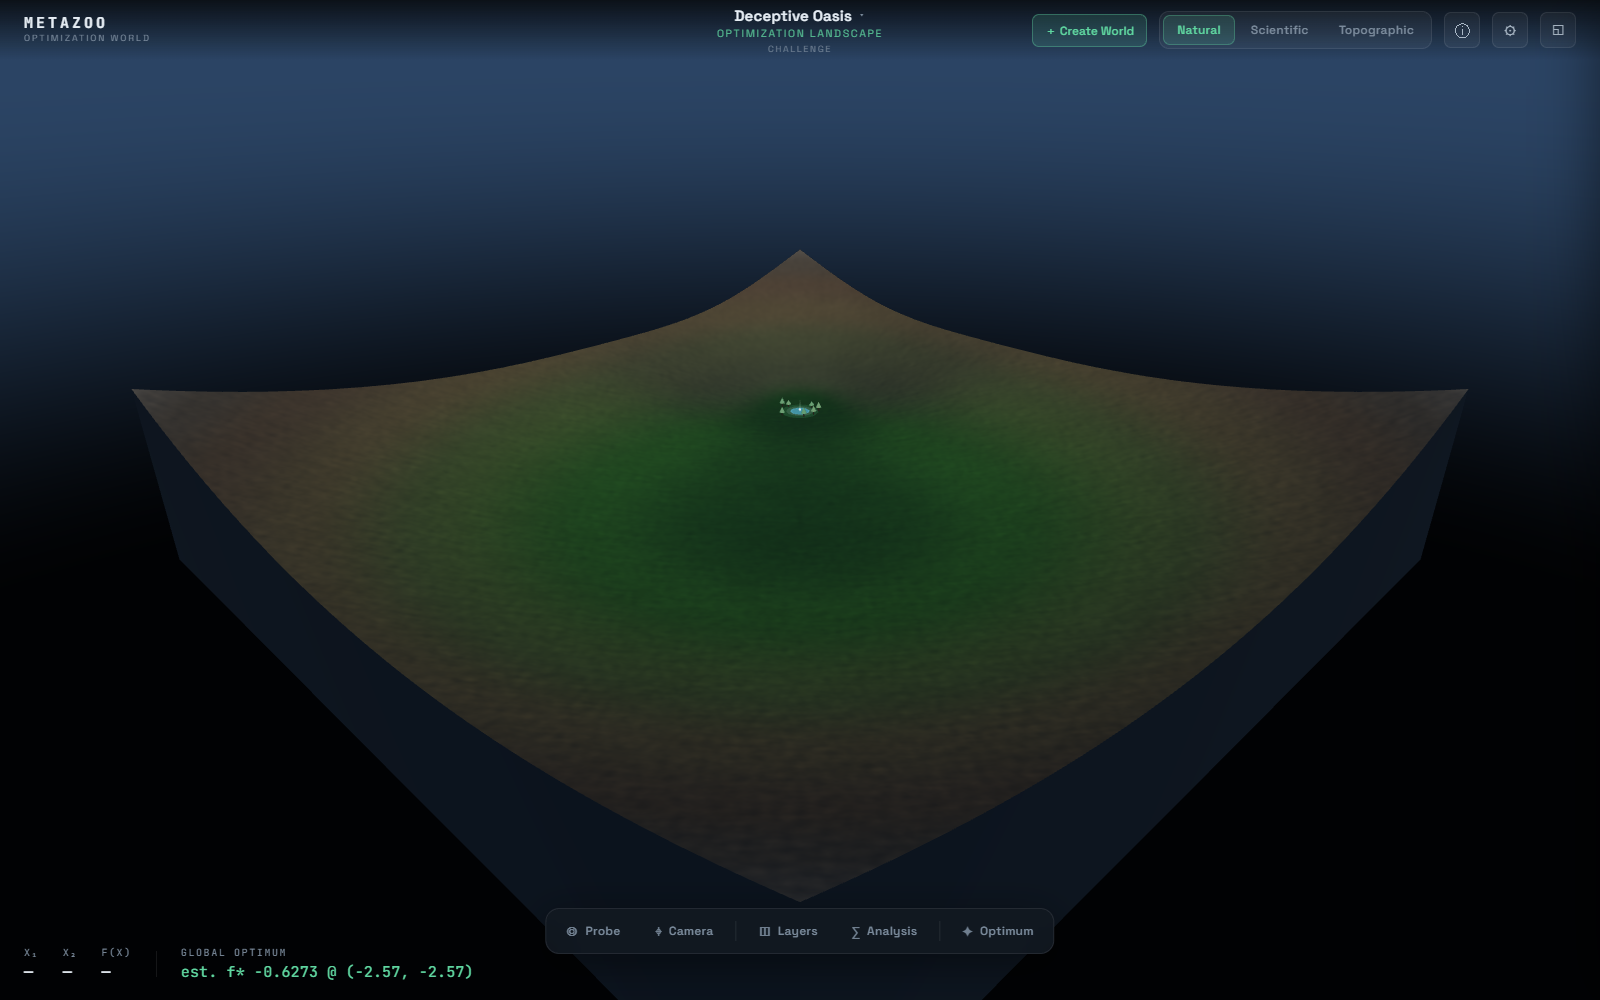 METAZOO
OPTIMIZATION WORLD
Deceptive Oasis
OPTIMIZATION LANDSCAPE
CHALLENGE
+ Create World
Natural
Scientific
Topographic
Probe
Camera
Layers
Analysis
Optimum
X₁ X₂ F(X)
— — —
GLOBAL OPTIMUM
est. f* -0.6273 @ (-2.57, -2.57)